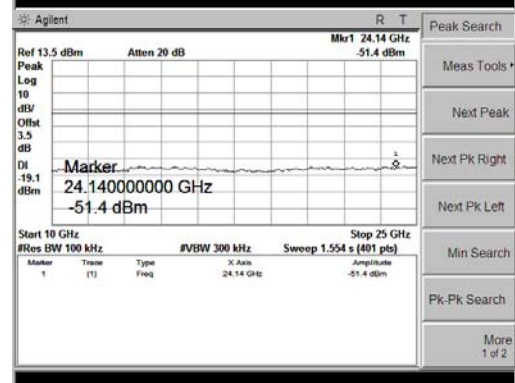 Agilent R T
Mkr1 24.14 GHz
Ref 13.5 dBm Atten 20 dB -51.4 dBm
Peak
Log
10
dB/
Offst
3.5
dB
DI
-19.1
dBm
1
Marker
24.140000000 GHz
-51.4 dBm
Start 10 GHz Stop 25 GHz
#Res BW 100 kHz #VBW 300 kHz Sweep 1.554 s (401 pts)
Marker Trace Type X Axis Amplitude
1 (1) Freq 24.14 GHz -51.4 dBm
Peak Search
Meas Tools
Next Peak
Next Pk Right
Next Pk Left
Min Search
Pk-Pk Search
More
1 of 2